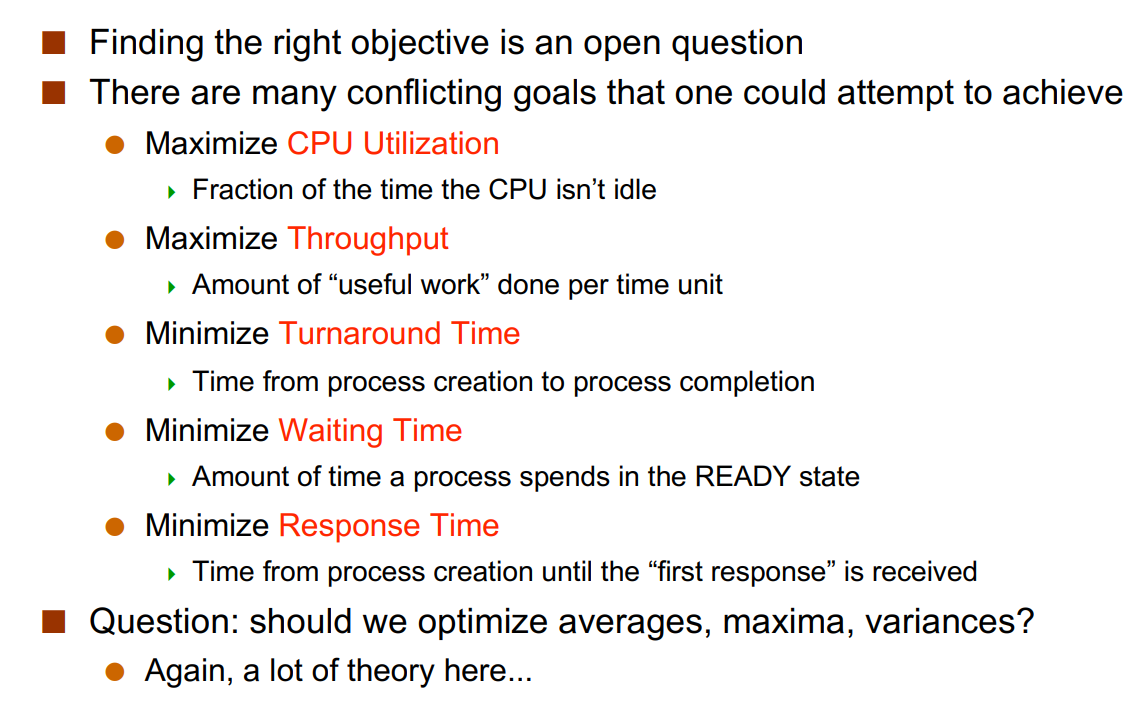 Finding the right objective is an open question
There are many conflicting goals that one could attempt to achieve
Maximize CPU Utilization
Fraction of the time the CPU isn’t idle
Maximize Throughput
Amount of “useful work” done per time unit
Minimize Turnaround Time
Time from process creation to process completion
Minimize Waiting Time
Amount of time a process spends in the READY state
Minimize Response Time
Time from process creation until the “first response” is received
Question: should we optimize averages, maxima, variances?
Again, a lot of theory here...